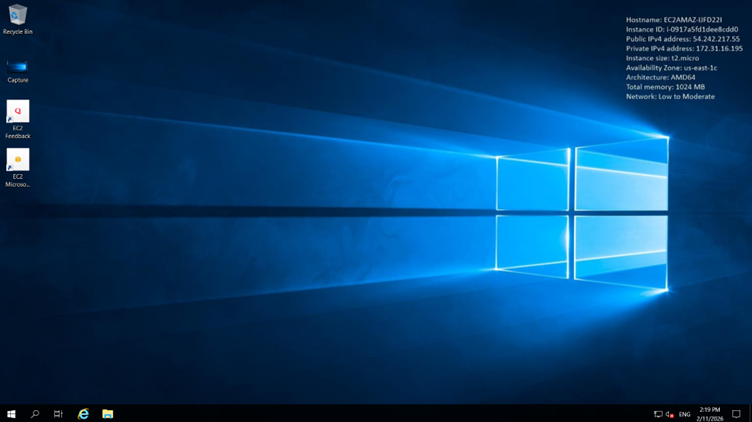 Recycle Bin
Capture
EC2
Feedback
EC2
Microso...
Hostname: EC2AMAZ-IJFD22I
Instance ID: i-0917a5fd1dee8cdd0
Public IPv4 address: 54.242.217.55
Private IPv4 address: 172.31.16.195
Instance size: t2.micro
Availability Zone: us-east-1c
Architecture: AMD64
Total memory: 1024 MB
Network: Low to Moderate
ENG
2:19 PM
2/11/2026